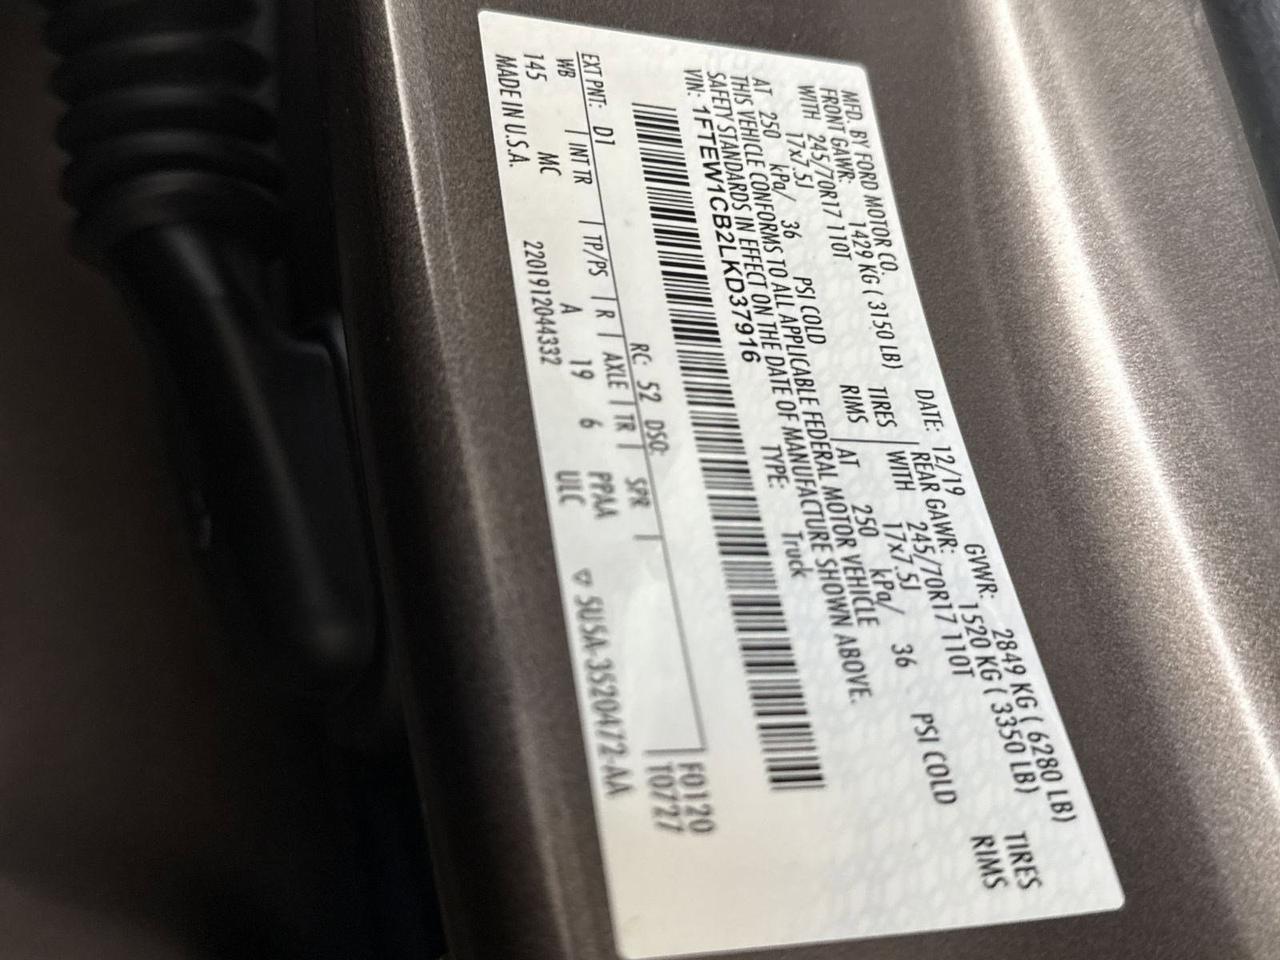 MFD. BY FORD MOTOR CO. DATE: 12/19 GVWR: 2849 KG ( 6280 LB)
FRONT GAWR: 1429 KG ( 3150 LB) REAR GAWR: 1520 KG ( 3350 LB)
WITH 245/70R17 110T TIRES WITH 245/70R17 110T TIRES
17x7.5J RIMS 17x7.5J RIMS
AT 250 kPa/ 36 PSI COLD AT 250 kPa/ 36 PSI COLD
THIS VEHICLE CONFORMS TO ALL APPLICABLE FEDERAL MOTOR VEHICLE
SAFETY STANDARDS IN EFFECT ON THE DATE OF MANUFACTURE SHOWN ABOVE.
VIN: 1FTEW1CB2LKD37916 TYPE: Truck
F0120
T0727
EXT PNT: D1 RC: 52 DSO:
WB INT TR TP/PS R AXLE TR SPR
145 MC A 19 6 PPAA
MADE IN U.S.A. 2201912044332 ULC ▽ 5USA-3520472-AA